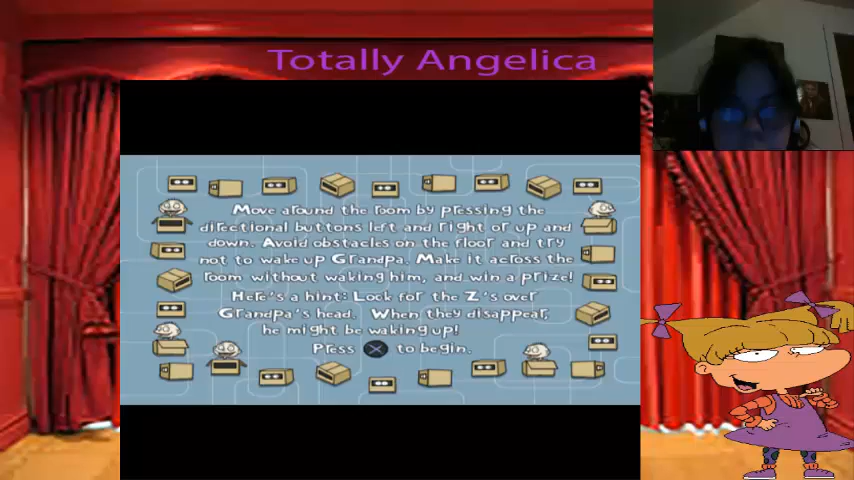 Totally Angelica
Move around the room by pressing the
directional buttons left and right or up and
down. Avoid obstacles on the floor and try
not to wake up Grandpa. Make it across the
room without waking him, and win a prize!
Here's a hint: Look for the Z's over
Grandpa's head. When they disappear,
he might be waking up!
Press to begin.